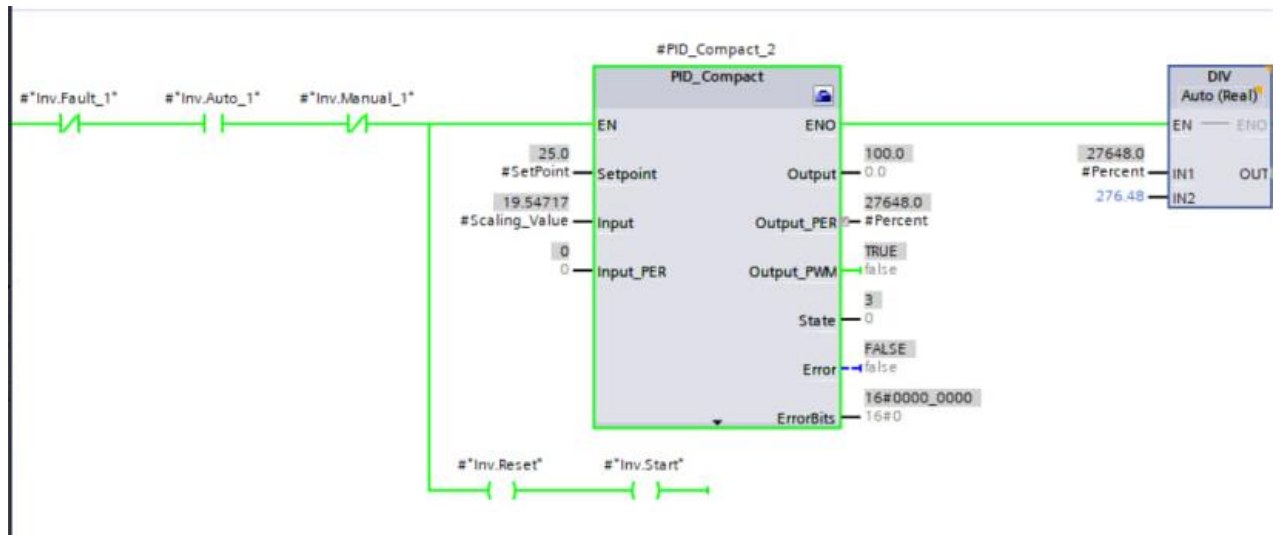 #PID_Compact_2
PID_Compact
DIV
Auto (Real)
#"Inv.Fault_1"
#"Inv.Auto_1"
#"Inv.Manual_1"
EN
ENO
EN
ENO
25.0
#SetPoint
Setpoint
Output
100.0
0.0
27648.0
#Percent
IN1
OUT
19.54717
#Scaling_Value
Input
Output_PER
27648.0
#Percent
276.48
IN2
0
0
Input_PER
Output_PWM
TRUE
false
State
3
0
Error
FALSE
false
ErrorBits
16#0000_0000
16#0
#"Inv.Reset"
#"Inv.Start"